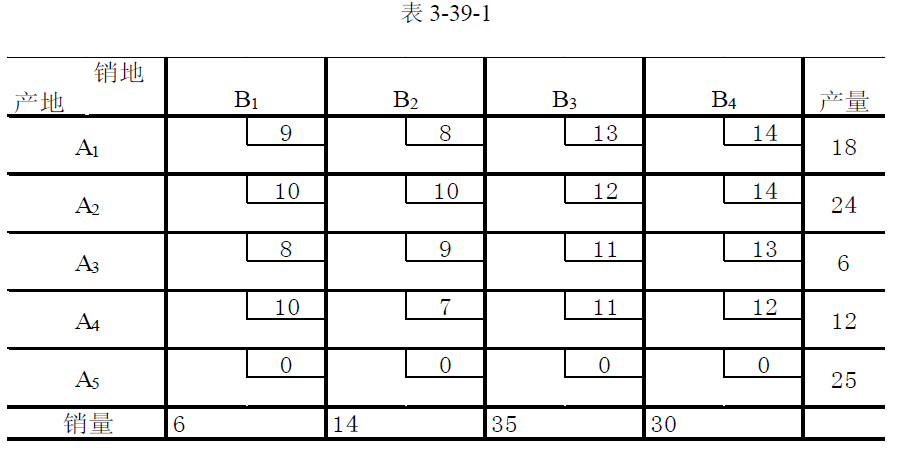 表 3-39-1
销地
产地 B₁ B₂ B₃ B₄ 产量
A₁ 9 8 13 14 18
A₂ 10 10 12 14 24
A₃ 8 9 11 13 6
A₄ 10 7 11 12 12
A₅ 0 0 0 0 25
销量 6 14 35 30